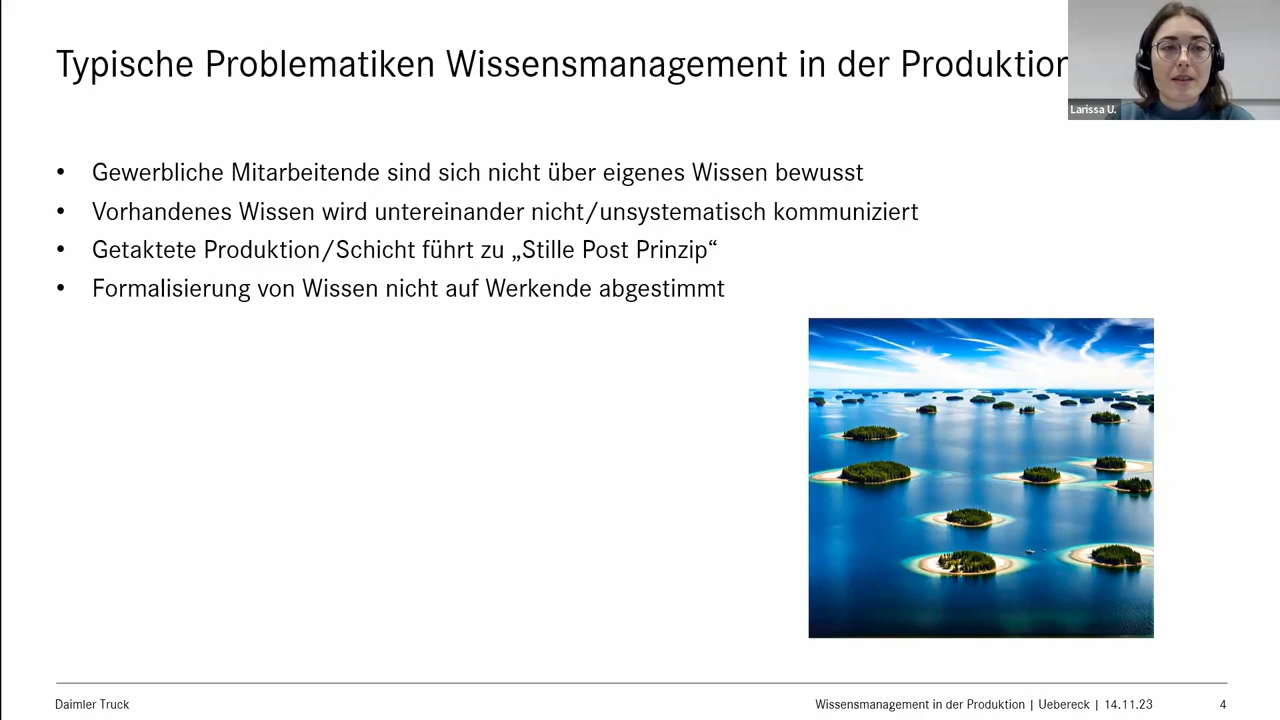 Typische Problematiken Wissensmanagement in der Produktion
Larissa U.
• Gewerbliche Mitarbeitende sind sich nicht über eigenes Wissen bewusst
• Vorhandenes Wissen wird untereinander nicht/unsystematisch kommuniziert
• Getaktete Produktion/Schicht führt zu „Stille Post Prinzip“
• Formalisierung von Wissen nicht auf Werkende abgestimmt
Daimler Truck
Wissensmanagement in der Produktion | Uebereck | 14.11.23
4